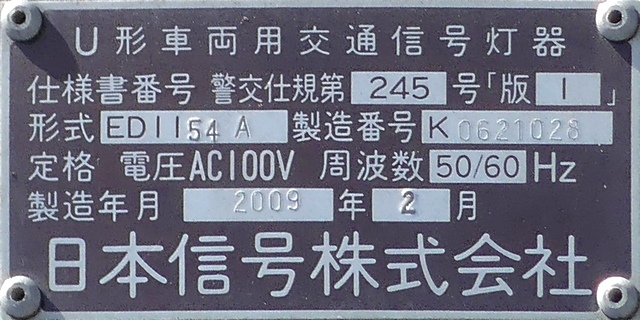 U形車両用交通信号灯器
仕様書番号 警交仕規第 245 号「版 1 」
形式 ED1154 A 製造番号 K 0621028
定格 電圧AC100V 周波数 50/60 Hz
製造年月 2009 年 2 月
日本信号株式会社